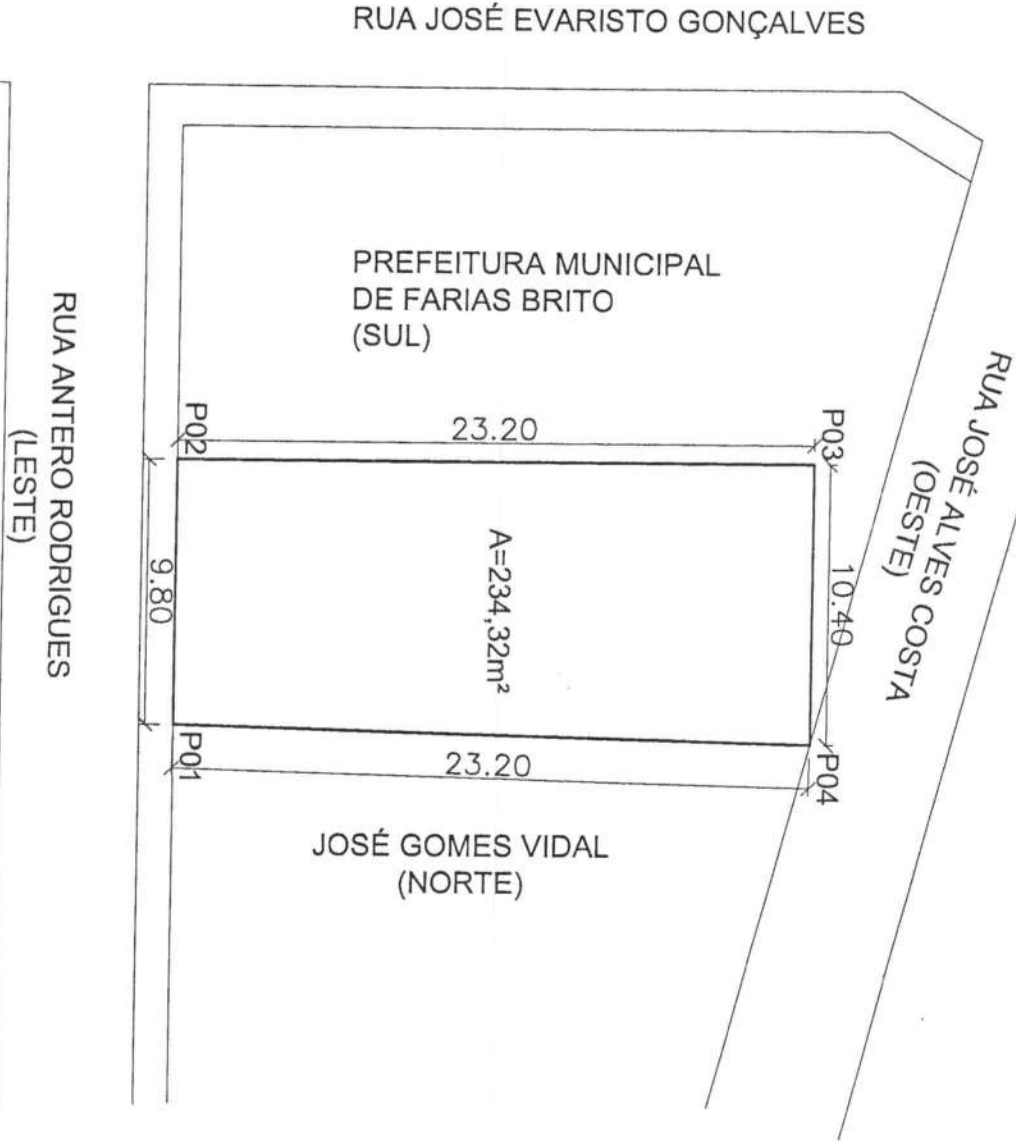 RUA JOSÉ EVARISTO GONÇALVES
PREFEITURA MUNICIPAL
DE FARIAS BRITO
(SUL)
RUA JOSÉ ALVES COSTA
(OESTE)
RUA ANTERO RODRIGUES
(LESTE)
P02
23.20
P03
9.80
A=234,32m²
10.40
P01
23.20
P04
JOSÉ GOMES VIDAL
(NORTE)